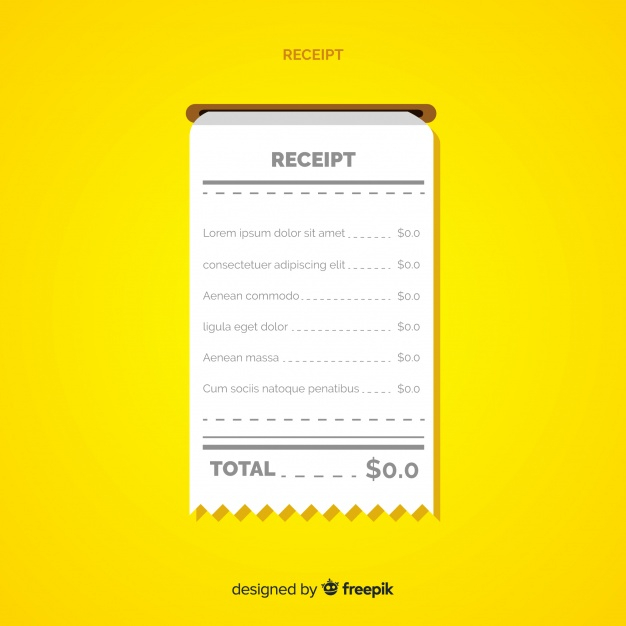 RECEIPT
RECEIPT
Lorem ipsum dolor sit amet $0.0
consectetuer adipiscing elit $0.0
Aenean commodo $0.0
ligula eget dolor $0.0
Aenean massa $0.0
Cum sociis natoque penatibus $0.0
TOTAL $0.0
designed by freepik